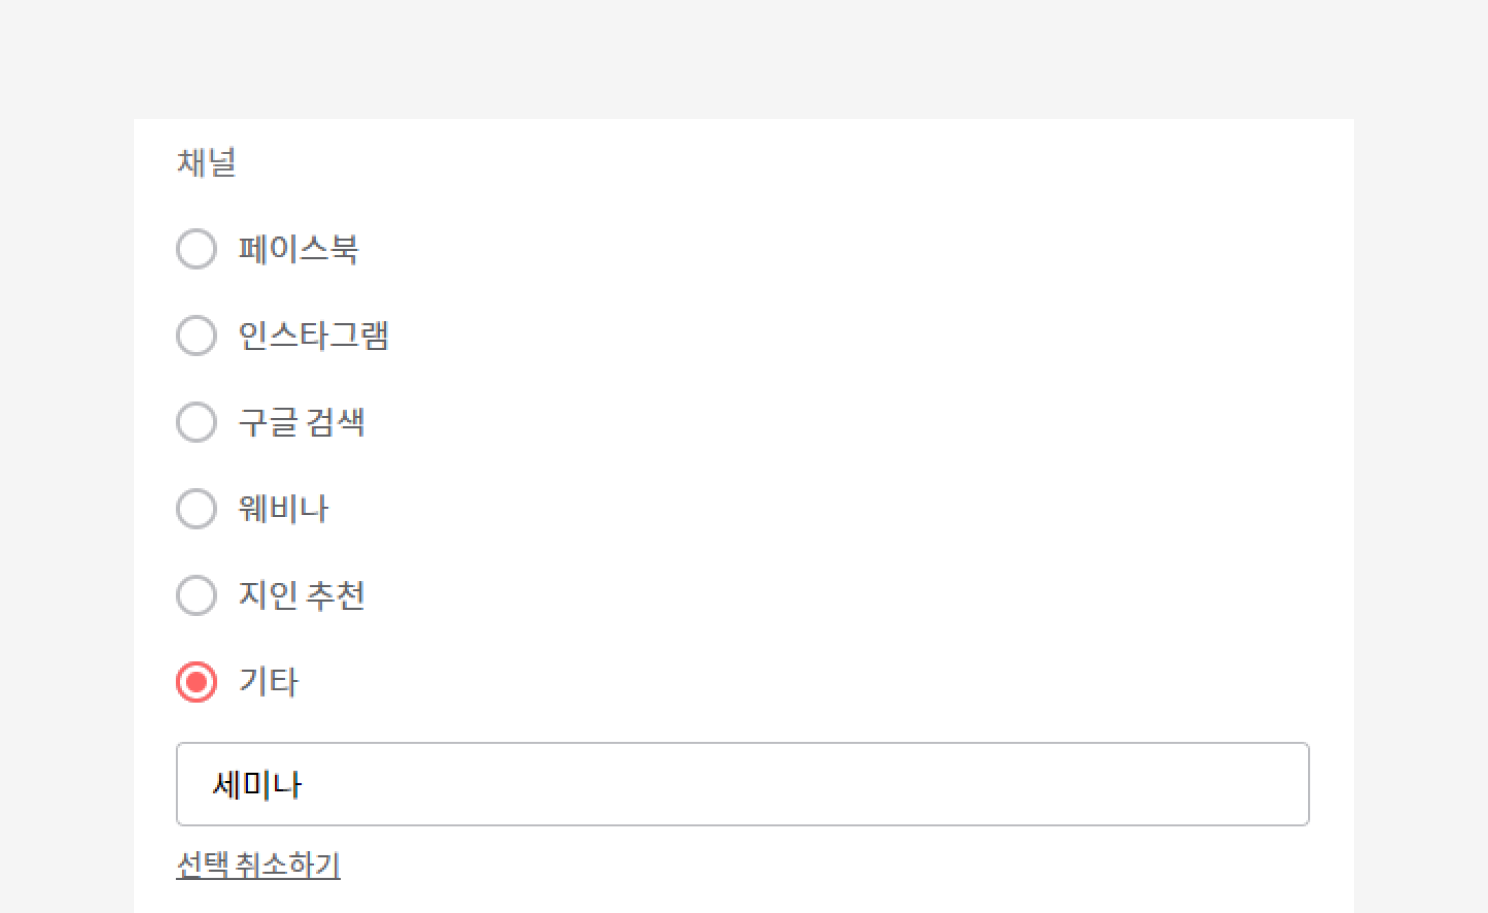 채널
페이스북
인스타그램
구글 검색
웨비나
지인 추천
기타
세미나
선택 취소하기